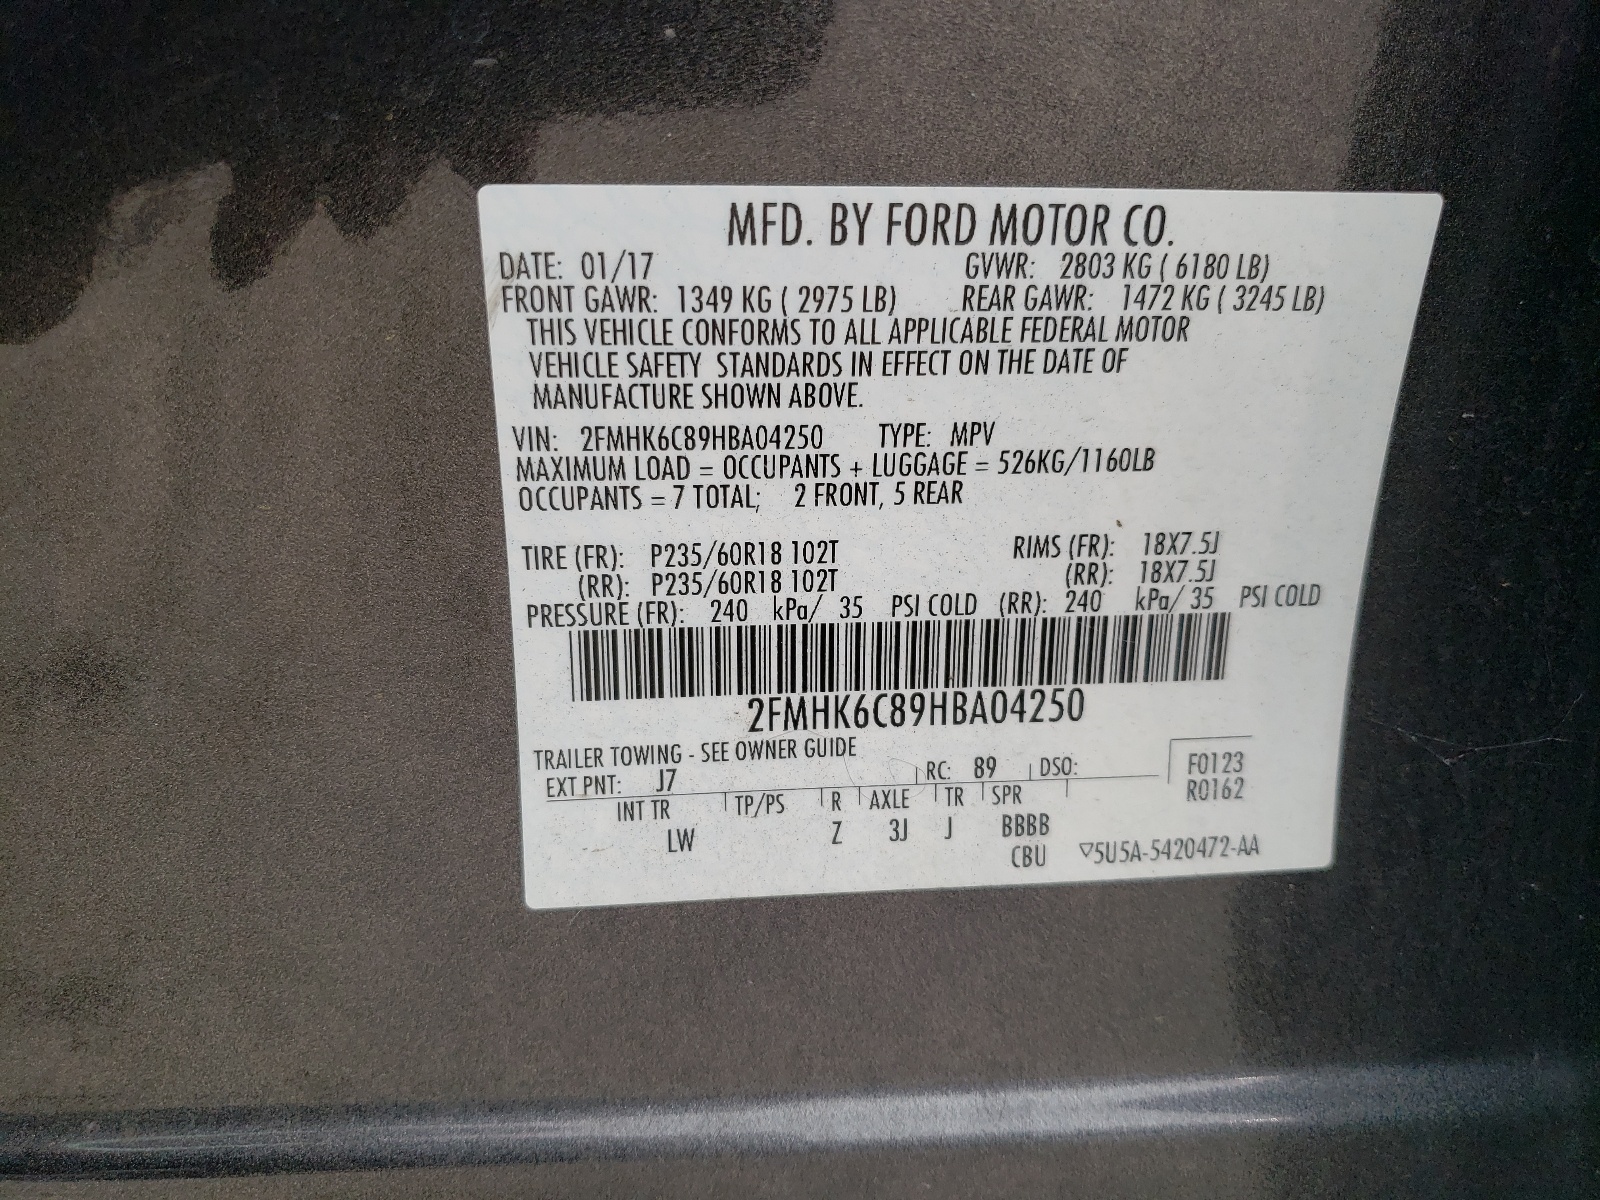 MFD. BY FORD MOTOR CO.
DATE: 01/17 GVWR: 2803 KG ( 6180 LB)
FRONT GAWR: 1349 KG ( 2975 LB) REAR GAWR: 1472 KG ( 3245 LB)
THIS VEHICLE CONFORMS TO ALL APPLICABLE FEDERAL MOTOR
VEHICLE SAFETY STANDARDS IN EFFECT ON THE DATE OF
MANUFACTURE SHOWN ABOVE.
VIN: 2FMHK6C89HBA04250 TYPE: MPV
MAXIMUM LOAD = OCCUPANTS + LUGGAGE = 526KG/1160LB
OCCUPANTS = 7 TOTAL; 2 FRONT, 5 REAR
TIRE (FR): P235/60R18 102T RIMS (FR): 18X7.5J
(RR): P235/60R18 102T (RR): 18X7.5J
PRESSURE (FR): 240 kPa/ 35 PSI COLD (RR): 240 kPa/ 35 PSI COLD
2FMHK6C89HBA04250
TRAILER TOWING - SEE OWNER GUIDE
EXT PNT: J7 RC: 89 DSO: F0123
INT TR TP/PS R AXLE TR SPR R0162
LW Z 3J J BBBB
CBU ▽5U5A-5420472-AA